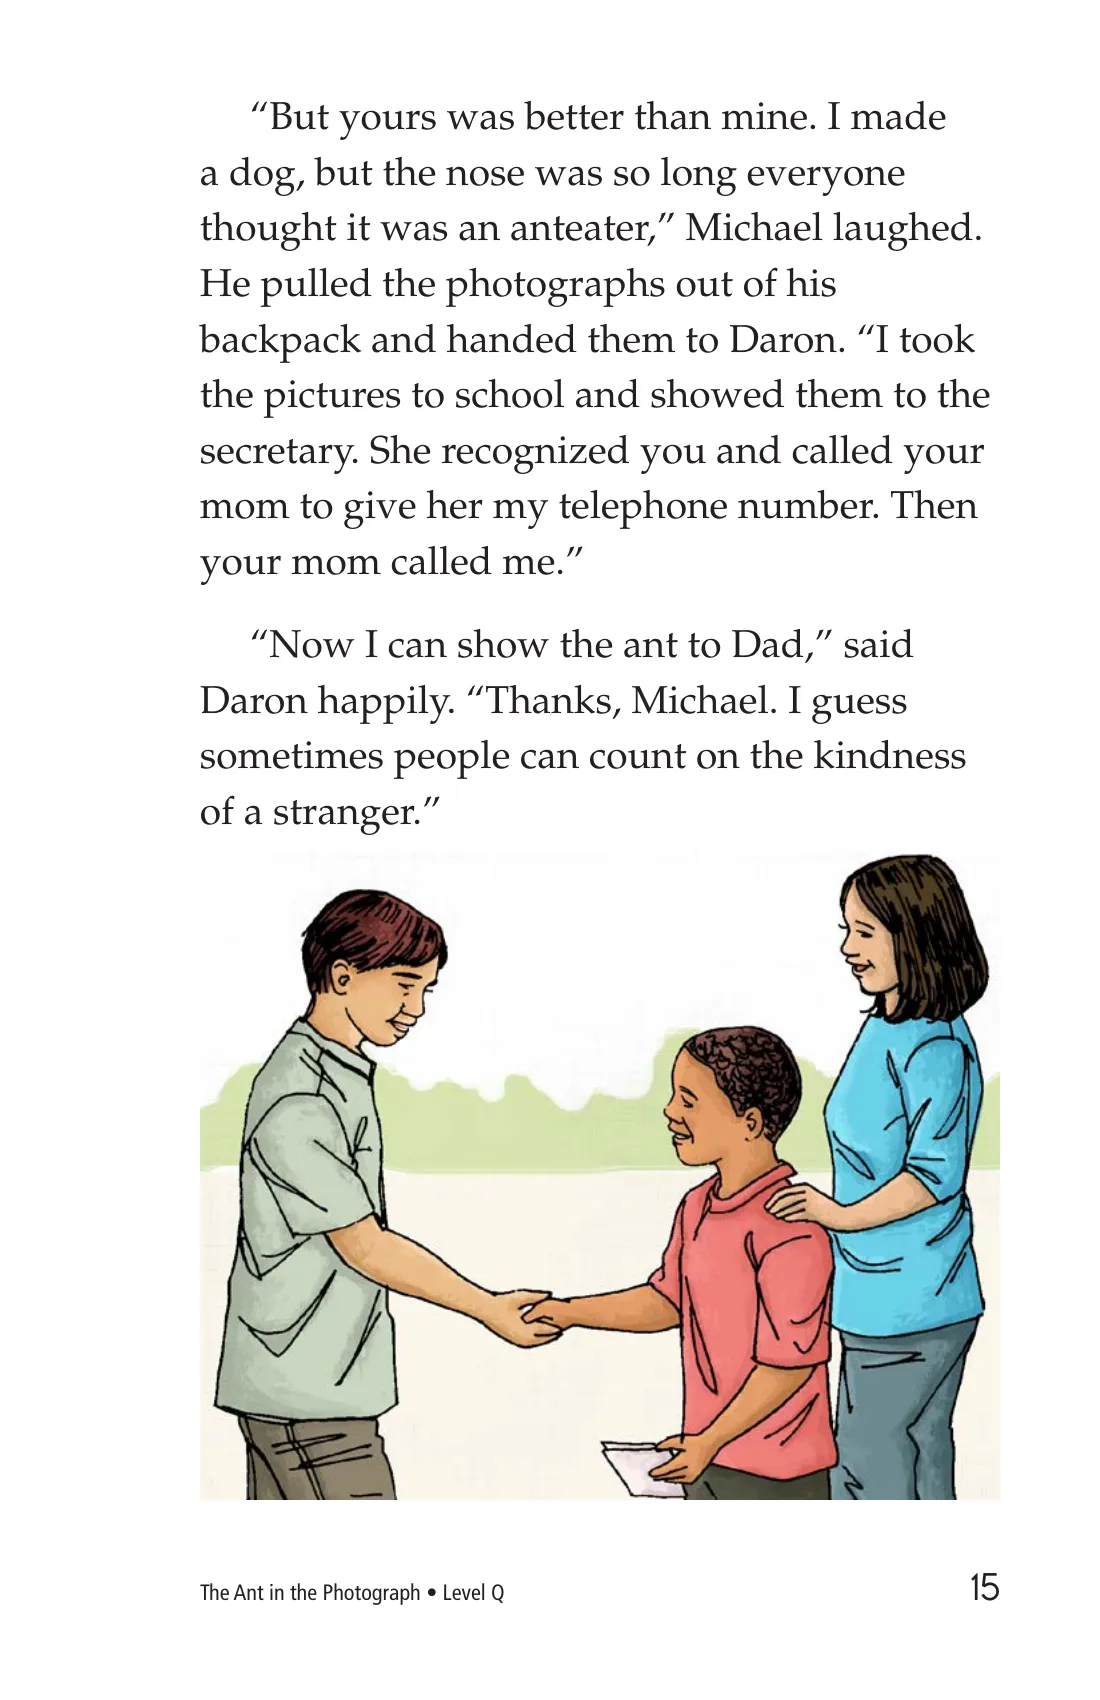 “But yours was better than mine. I made
a dog, but the nose was so long everyone
thought it was an anteater,” Michael laughed.
He pulled the photographs out of his
backpack and handed them to Daron. “I took
the pictures to school and showed them to the
secretary. She recognized you and called your
mom to give her my telephone number. Then
your mom called me.”
“Now I can show the ant to Dad,” said
Daron happily. “Thanks, Michael. I guess
sometimes people can count on the kindness
of a stranger.”
The Ant in the Photograph • Level Q
15